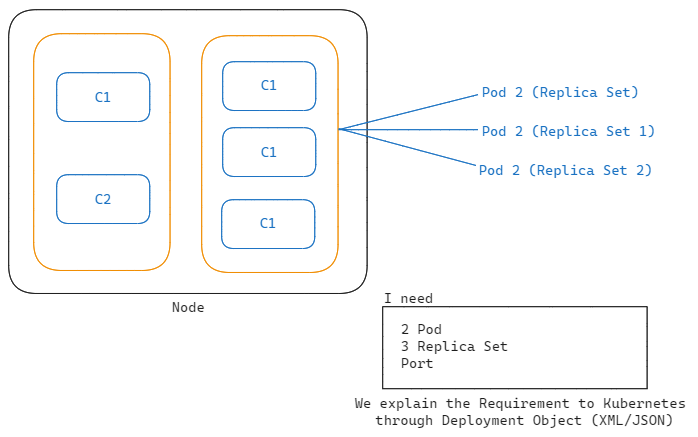 C1
C2
C1
C1
C1
Pod 2 (Replica Set)
Pod 2 (Replica Set 1)
Pod 2 (Replica Set 2)
Node
I need
2 Pod
3 Replica Set
Port
We explain the Requirement to Kubernetes
through Deployment Object (XML/JSON)